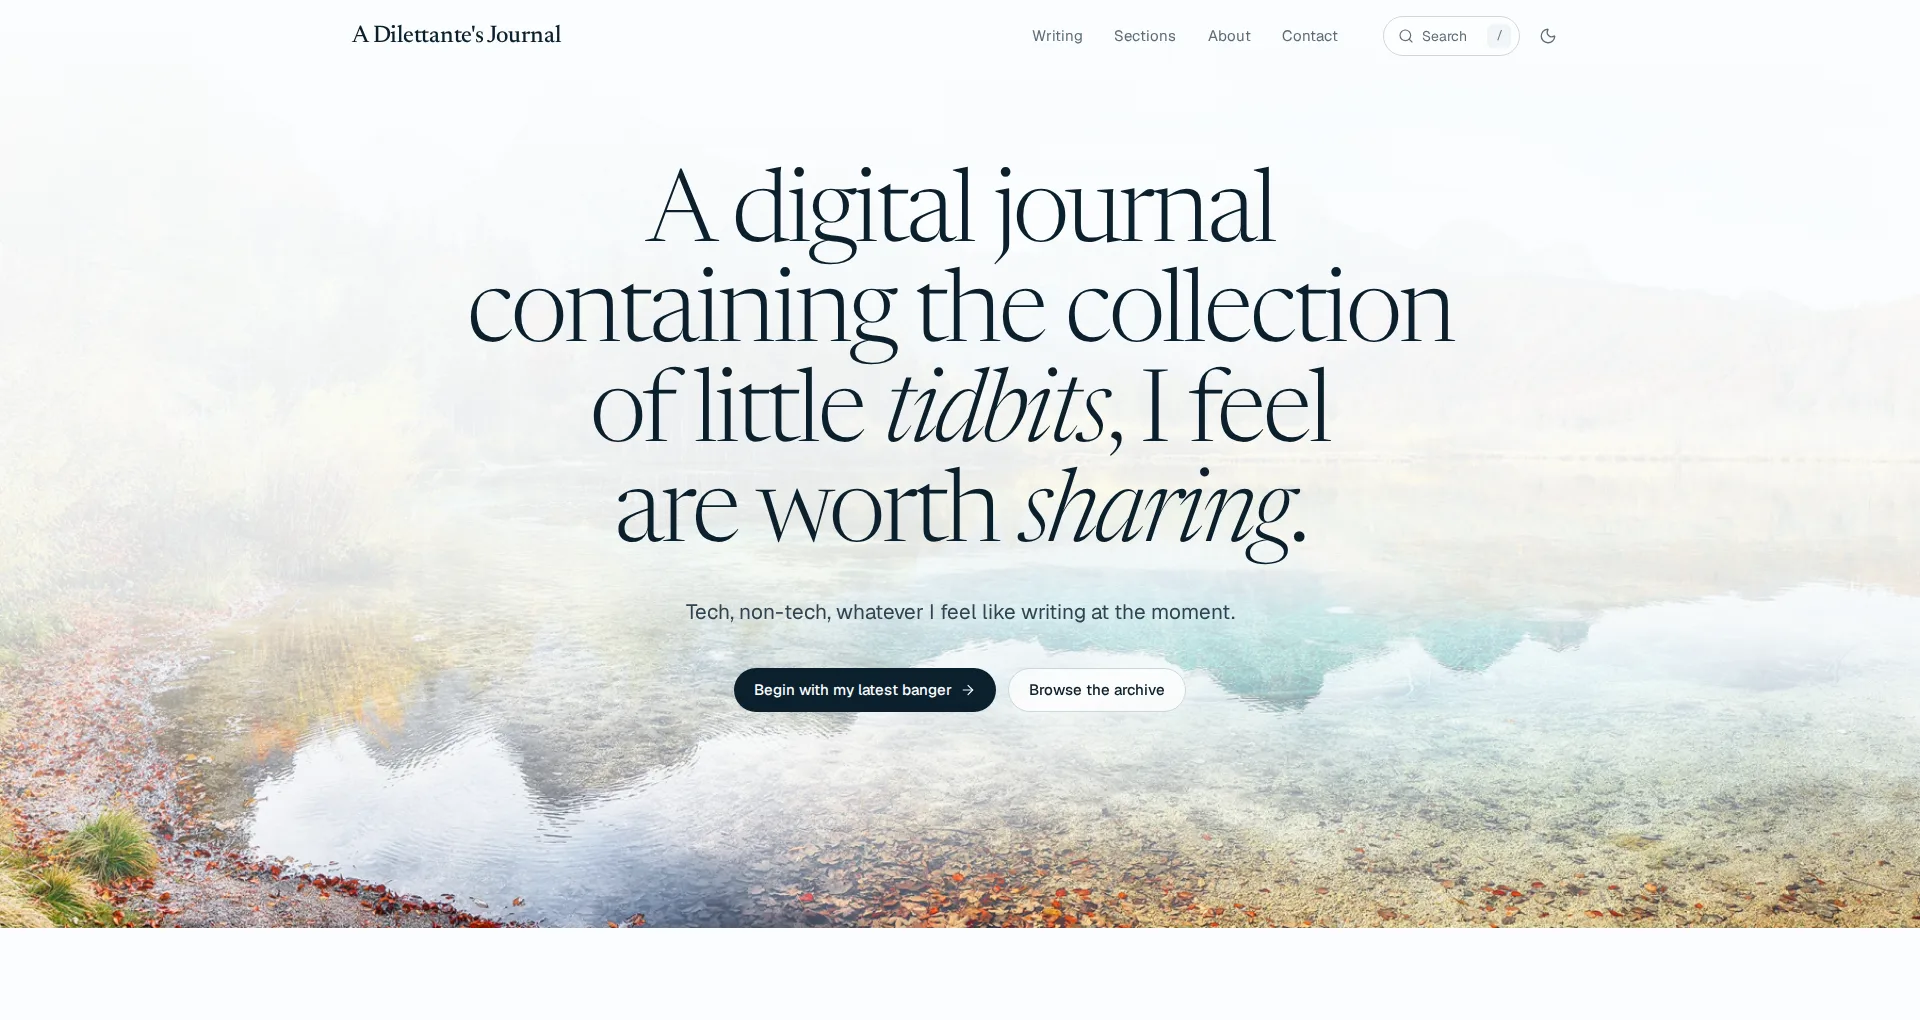 A Dilettante's Journal
Writing
Sections
About
Contact
Search
/
A digital journal
containing the collection
of little tidbits, I feel
are worth sharing.
Tech, non-tech, whatever I feel like writing at the moment.
Begin with my latest banger
Browse the archive